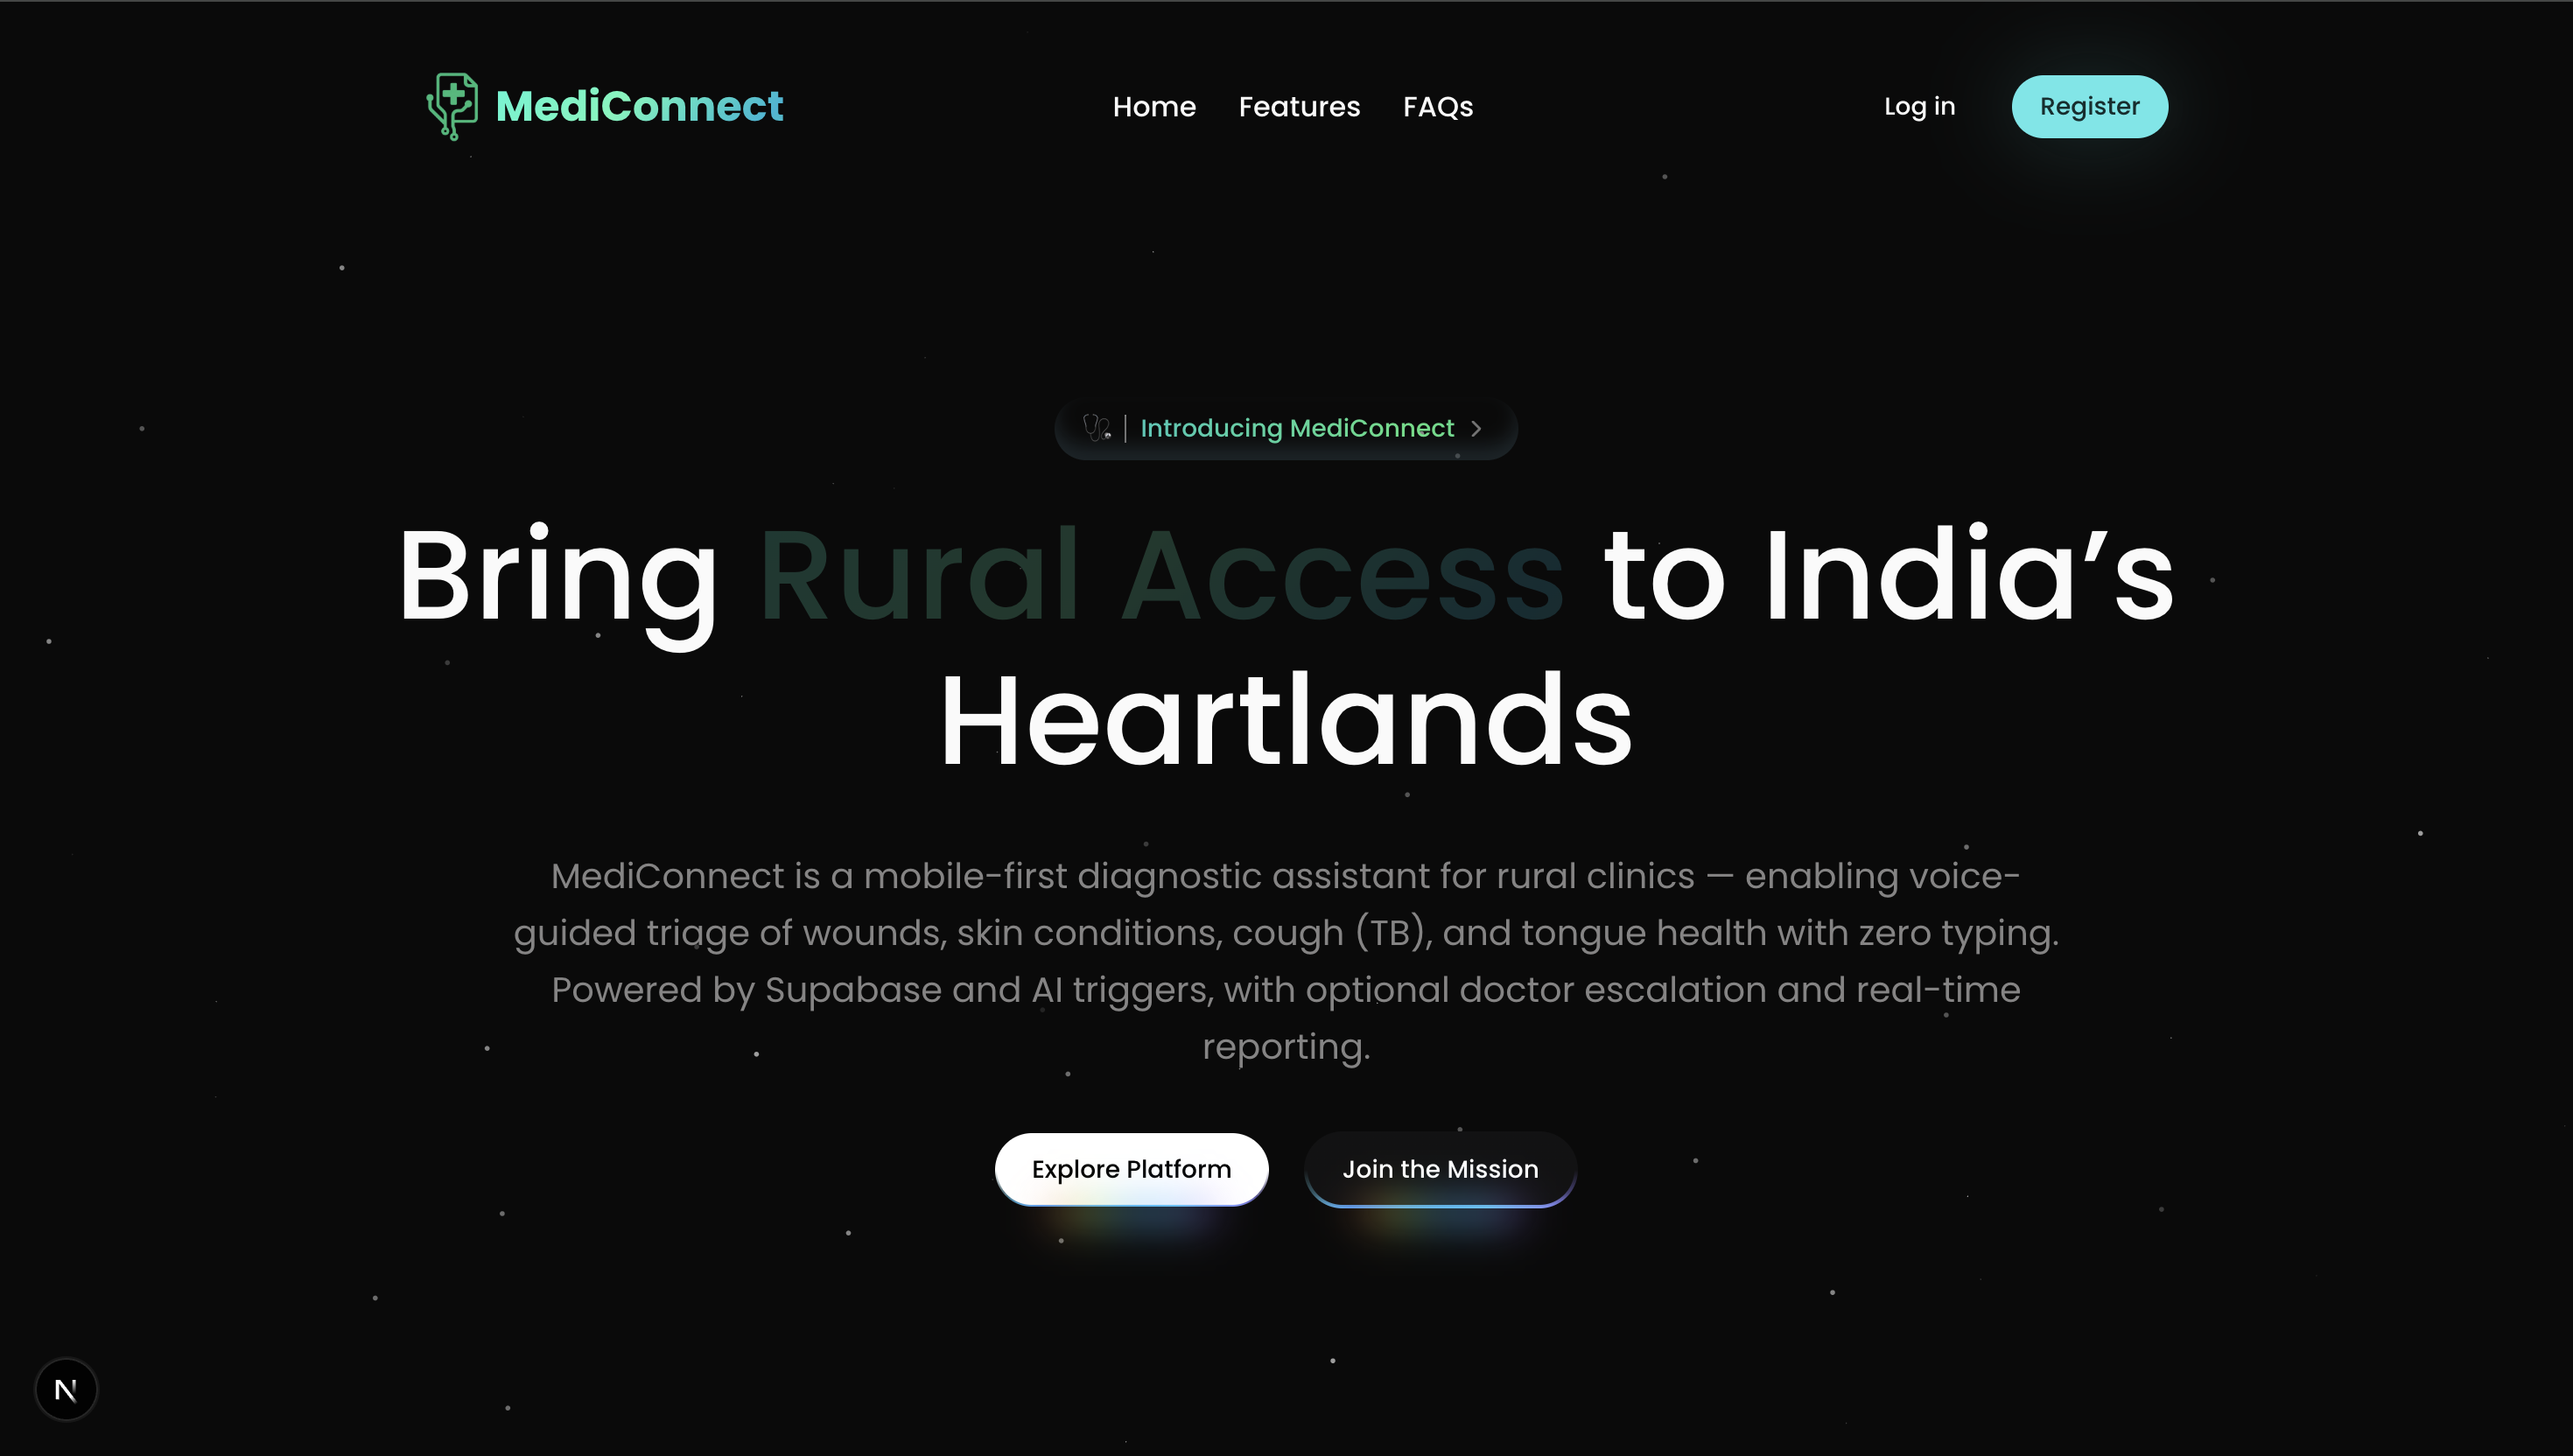 MediConnect
Home Features FAQs
Log in
Register
Introducing MediConnect
Bring Rural Access to India’s
Heartlands
MediConnect is a mobile-first diagnostic assistant for rural clinics — enabling voice-
guided triage of wounds, skin conditions, cough (TB), and tongue health with zero typing.
Powered by Supabase and AI triggers, with optional doctor escalation and real-time
reporting.
Explore Platform
Join the Mission
N